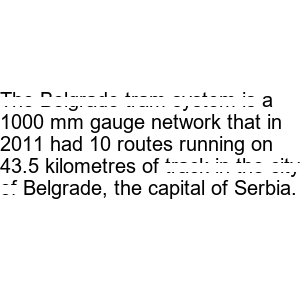 The Belgrade tram system is a
1000 mm gauge network that in
2011 had 10 routes running on
43.5 kilometres of track in the city
of Belgrade, the capital of Serbia.